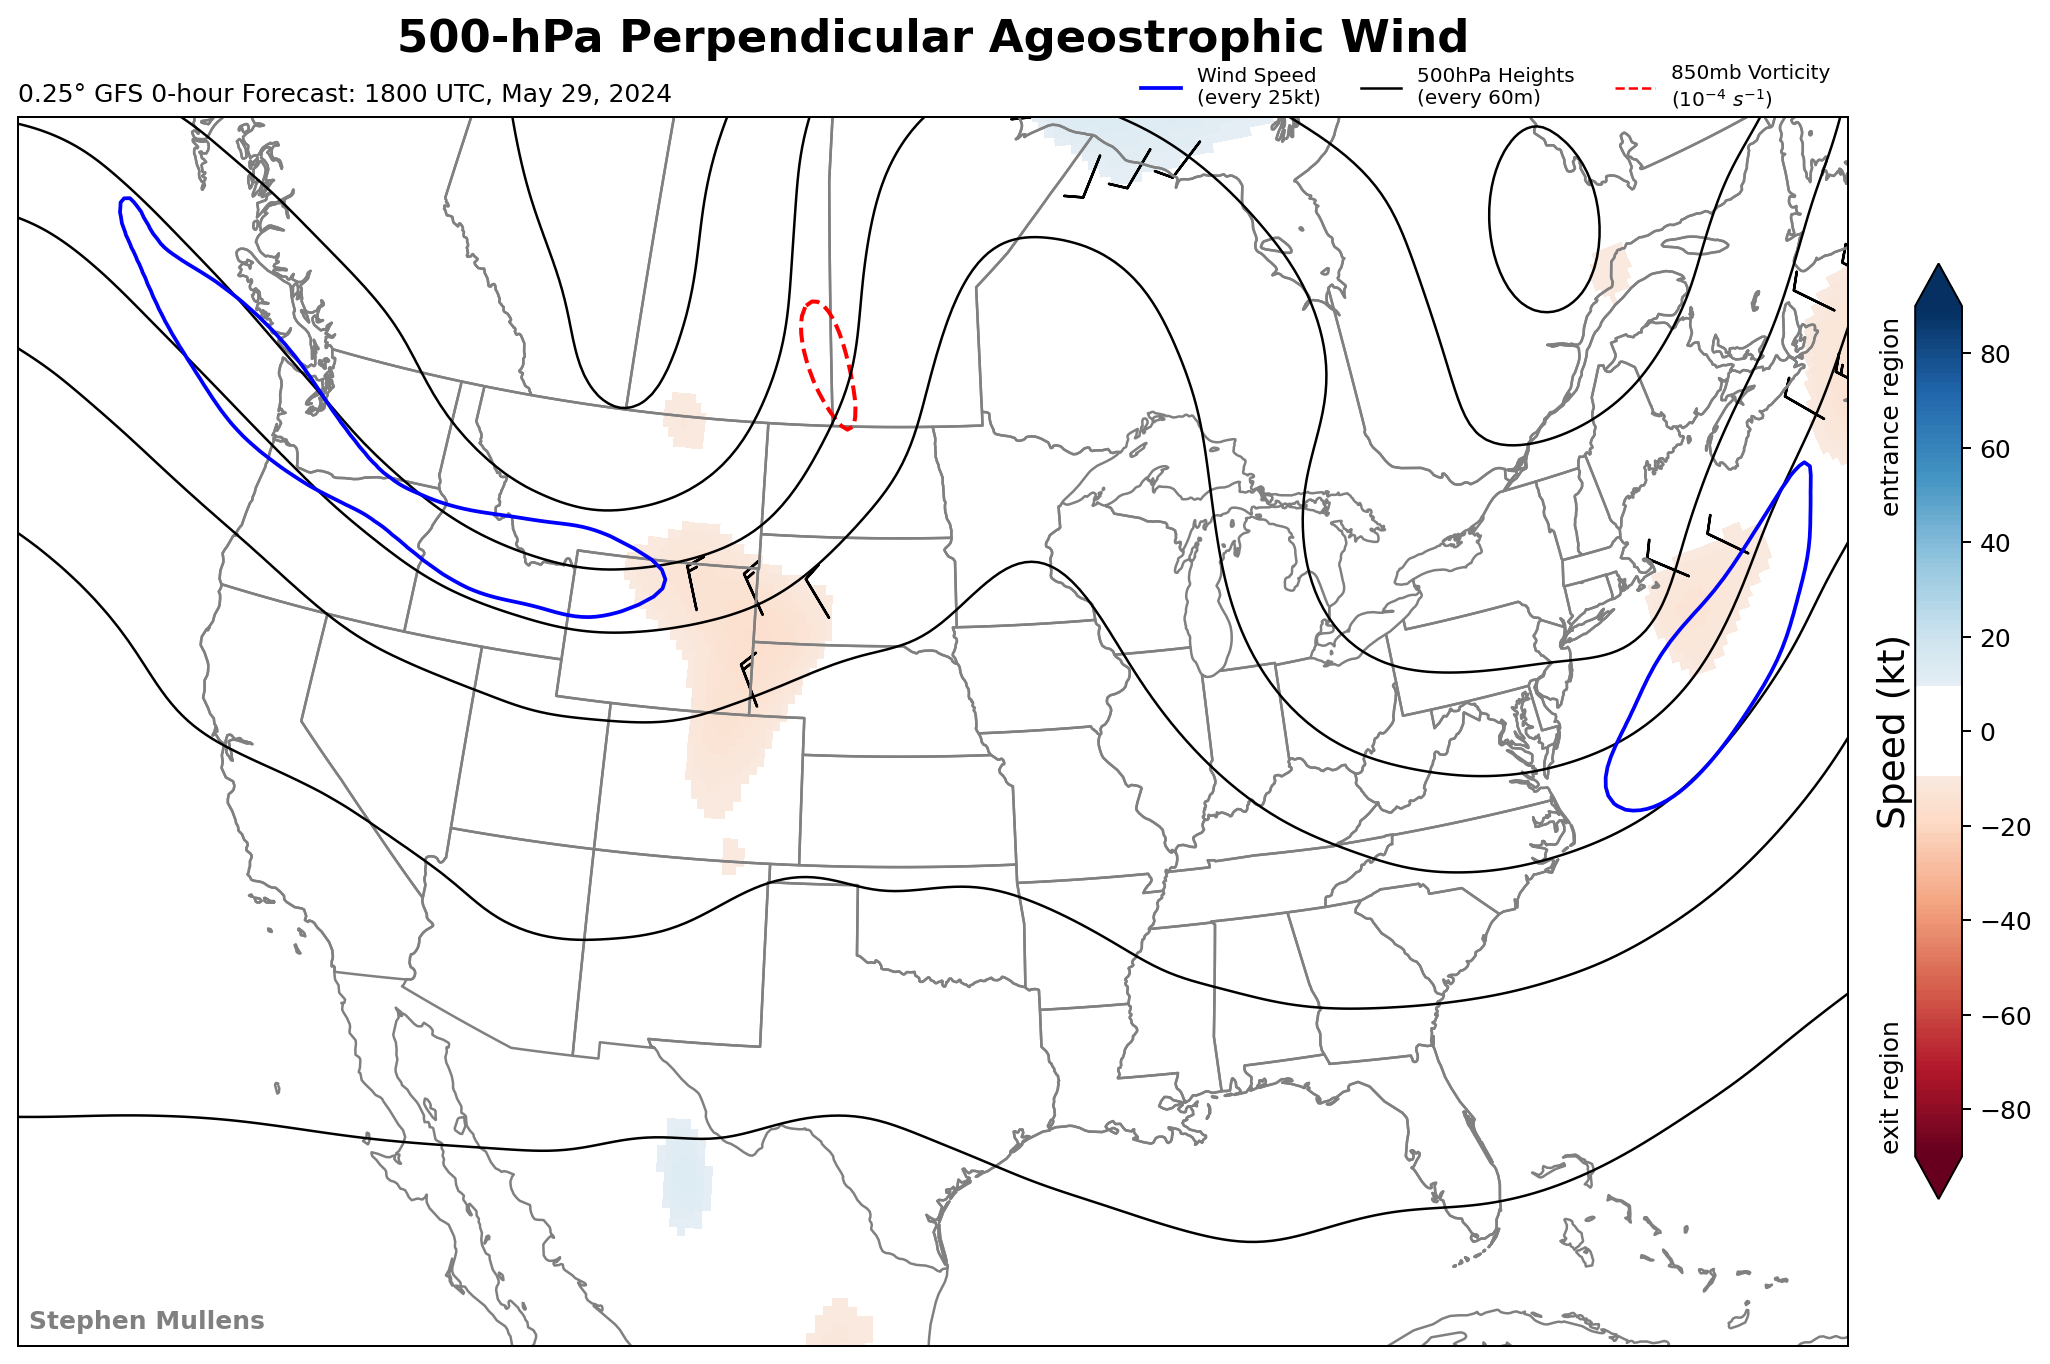 500-hPa Perpendicular Ageostrophic Wind
0.25° GFS 0-hour Forecast: 1800 UTC, May 29, 2024
Wind Speed
(every 25kt)
500hPa Heights
(every 60m)
850mb Vorticity
(10⁻⁴ s⁻¹)
entrance region
Speed (kt)
exit region
80
60
40
20
0
−20
−40
−60
−80
Stephen Mullens